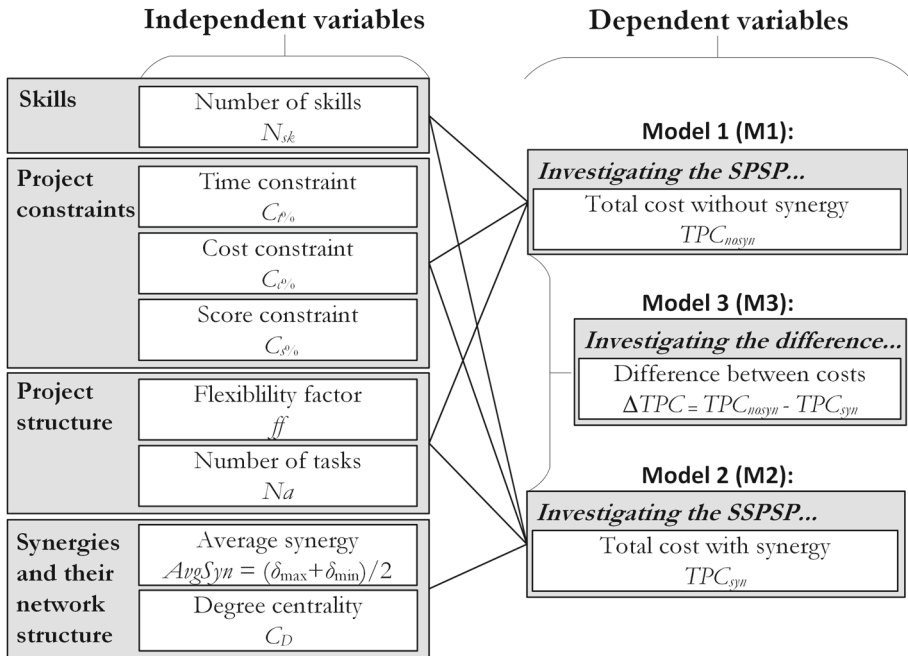 Independent variables
Dependent variables
Skills
Number of skills
N_sk
Project constraints
Time constraint
C_t%
Cost constraint
C_c%
Score constraint
C_s%
Project structure
Flexiblility factor
ff
Number of tasks
Na
Synergies and their network structure
Average synergy
AvgSyn = (δ_max+δ_min)/2
Degree centrality
C_D
Model 1 (M1):
Investigating the SPSP...
Total cost without synergy
TPC_nosyn
Model 3 (M3):
Investigating the difference...
Difference between costs
ΔTPC = TPC_nosyn - TPC_syn
Model 2 (M2):
Investigating the SSPSP...
Total cost with synergy
TPC_syn